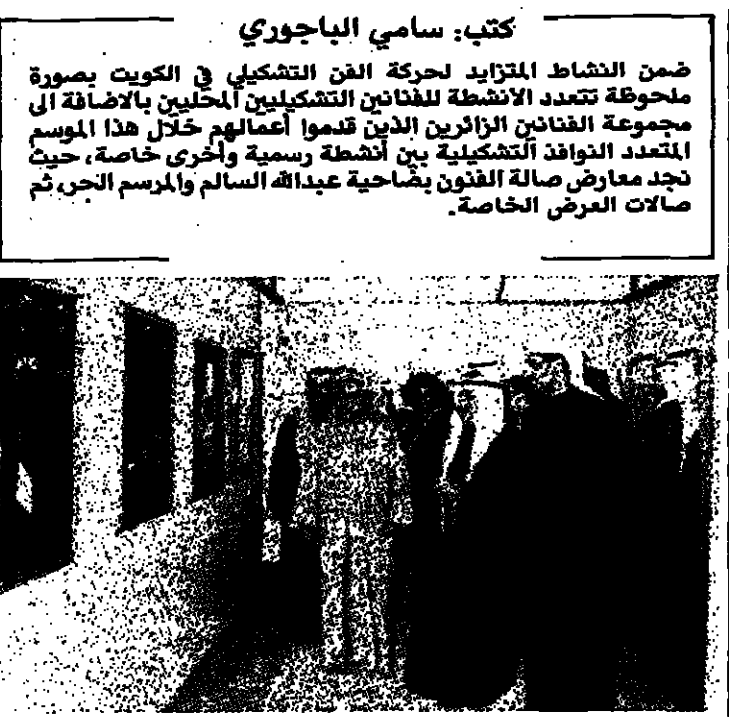 كتب: سامي الباجوري
ضمن النشاط المتزايد لحركة الفن التشكيلي في الكويت بصورة
ملحوظة تتعدد الانشطة للفنانين التشكيليين المحليين بالاضافة الى
مجموعة الفنانين الزائرين الذين قدموا أعمالهم خلال هذا الموسم
المتعدد النوافذ التشكيلية بين أنشطة رسمية وأخرى خاصة، حيث
نجد معارض صالة الفنون بضاحية عبدالله السالم والمرسم الحر، ثم
صالات العرض الخاصة.